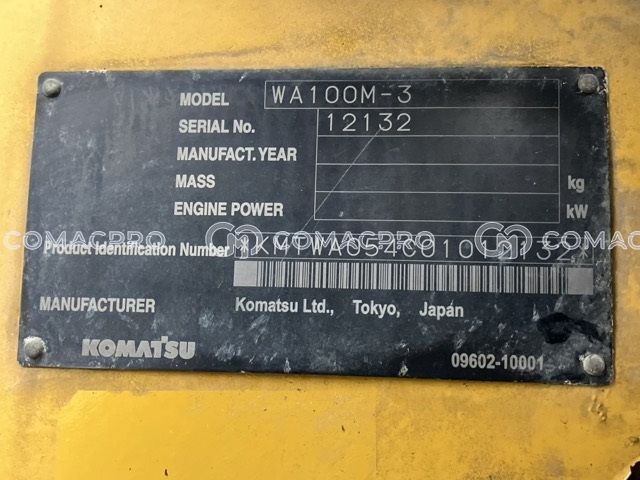 MODEL WA100M-3
SERIAL No. 12132
MANUFACT. YEAR
MASS kg
ENGINE POWER kW
COMACPRO COMACPRO COMACPRO
Product Identification Number
MANUFACTURER Komatsu Ltd., Tokyo, Japan
KOMATSU 09602-10001